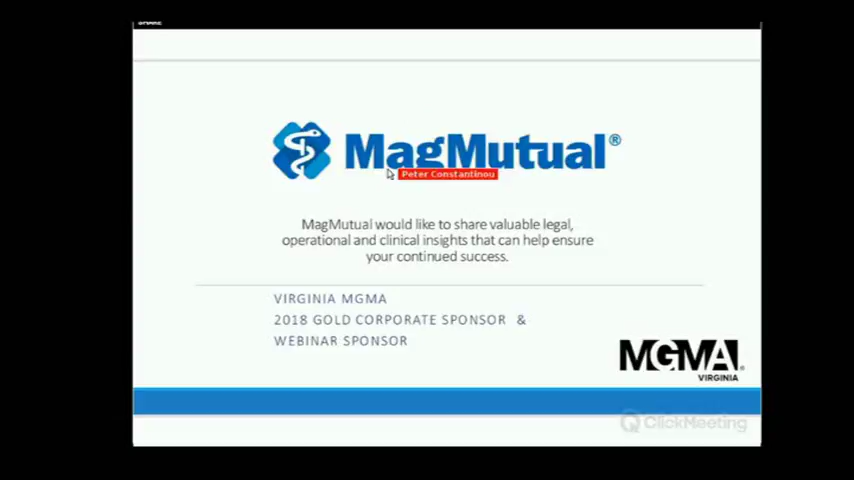 MagMutual®
Peter Constantinou
MagMutual would like to share valuable legal,
operational and clinical insights that can help ensure
your continued success.
VIRGINIA MGMA
2018 GOLD CORPORATE SPONSOR &
WEBINAR SPONSOR
MGMA®
VIRGINIA
ClickMeeting